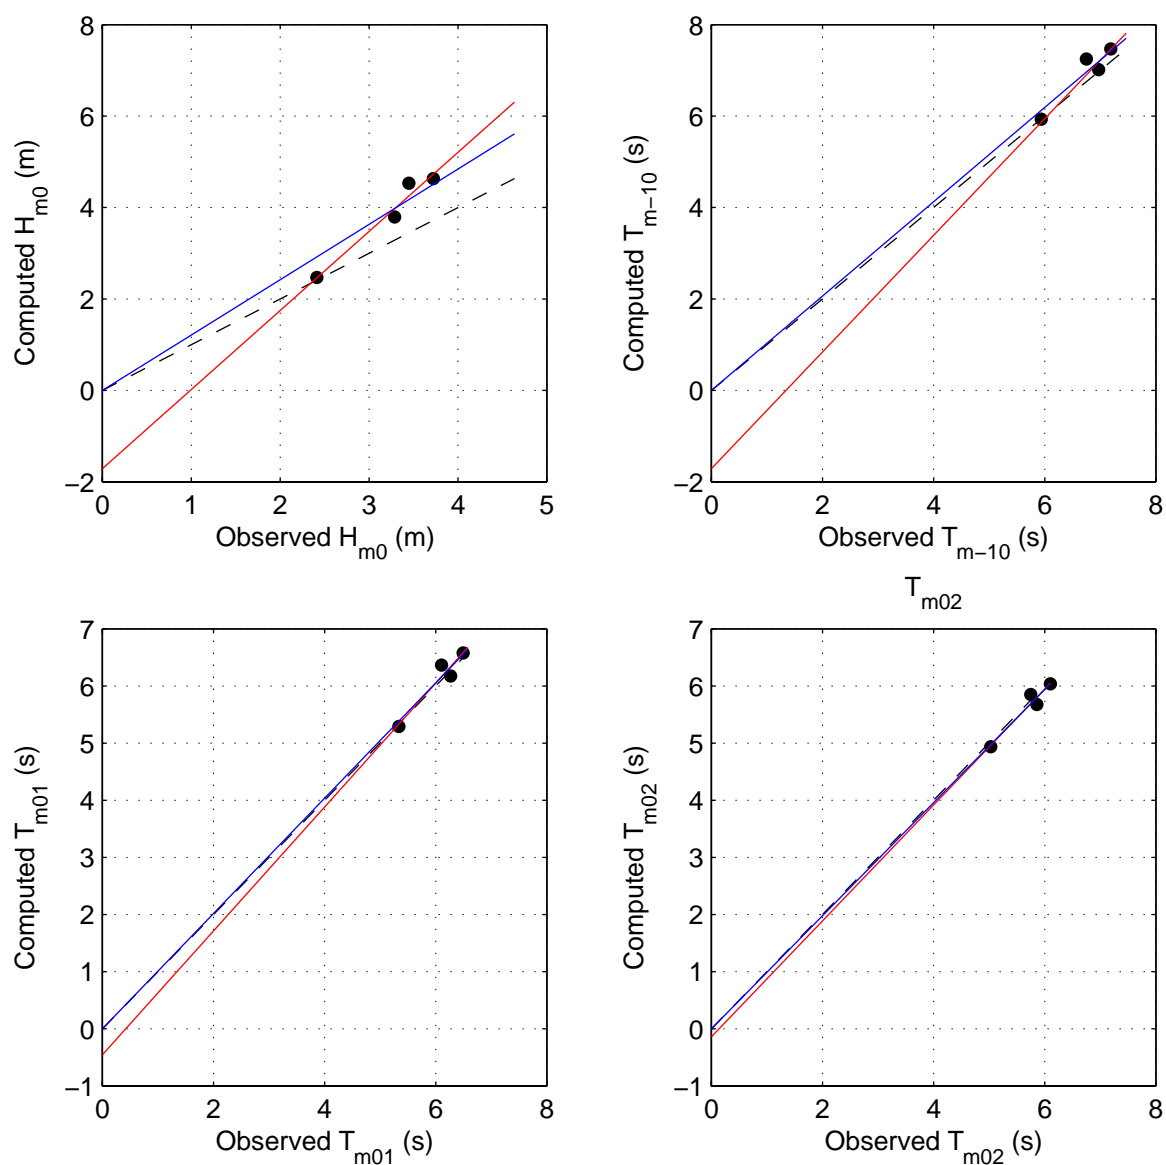 8
6
4
2
0
−2
0 1 2 3 4 5
Computed H_m0 (m)
Observed H_m0 (m)
8
6
4
2
0
−2
0 2 4 6 8
Computed T_m−10 (s)
Observed T_m−10 (s)
7
6
5
4
3
2
1
0
−1
0 2 4 6 8
Computed T_m01 (s)
Observed T_m01 (s)
T_m02
7
6
5
4
3
2
1
0
−1
0 2 4 6 8
Computed T_m02 (s)
Observed T_m02 (s)